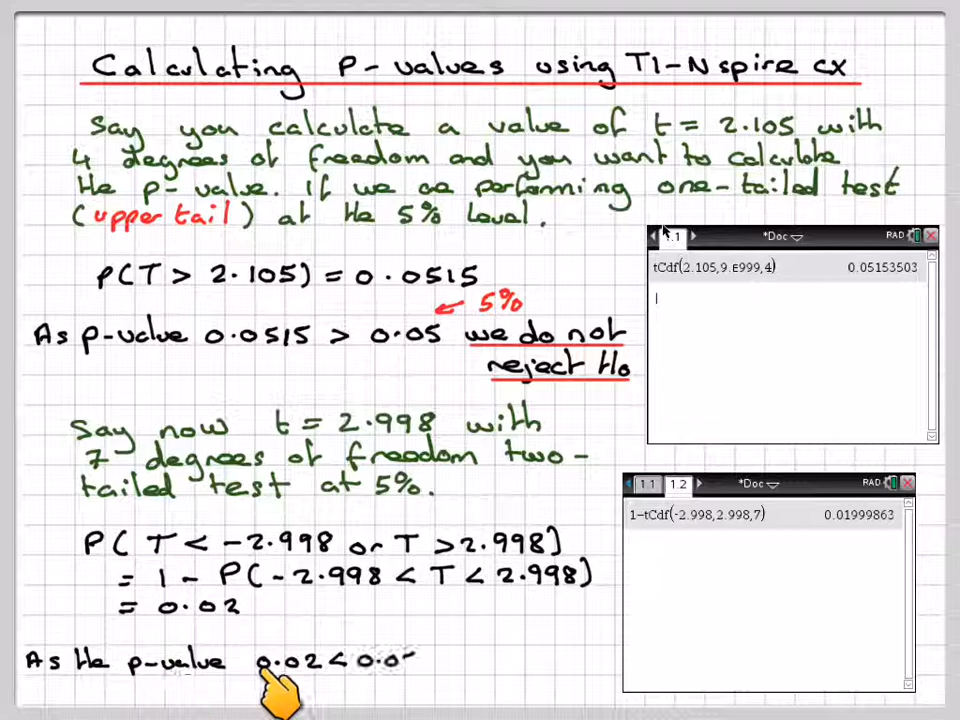 Calculating P-values using TI-Nspire cx
Say you calculate a value of t = 2.105 with
4 degrees of freedom and you want to calculate
the p-value. If we are performing one-tailed test
(upper tail) at the 5% level.
P(T > 2.105) = 0.0515
5%
As p-value 0.0515 > 0.05 we do not
reject H0
1.1 *Doc RAD
tCdf(2.105,9.E999,4) 0.05153503
Say now t = 2.998 with
7 degrees of freedom two-
tailed test at 5%.
1.1 1.2 *Doc RAD
1-tCdf(-2.998,2.998,7) 0.01999863
P( T < -2.998 or T > 2.998)
= 1 - P(-2.998 < T < 2.998)
= 0.02
As the p-value 0.02 < 0.0